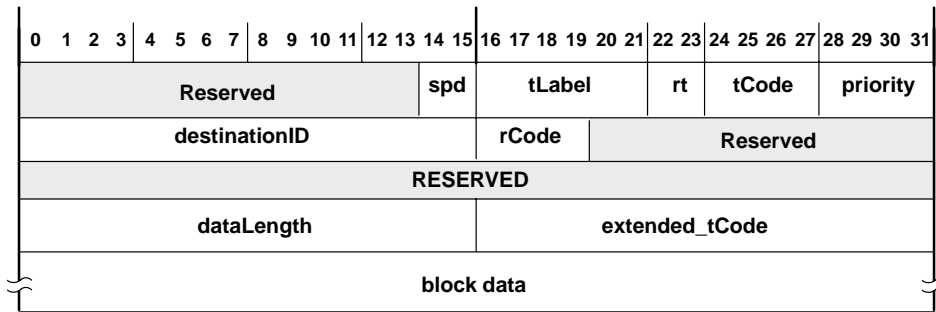 0 1 2 3 4 5 6 7 8 9 10 11 12 13 14 15 16 17 18 19 20 21 22 23 24 25 26 27 28 29 30 31
Reserved spd tLabel rt tCode priority
destinationID rCode Reserved
RESERVED
dataLength extended_tCode
block data